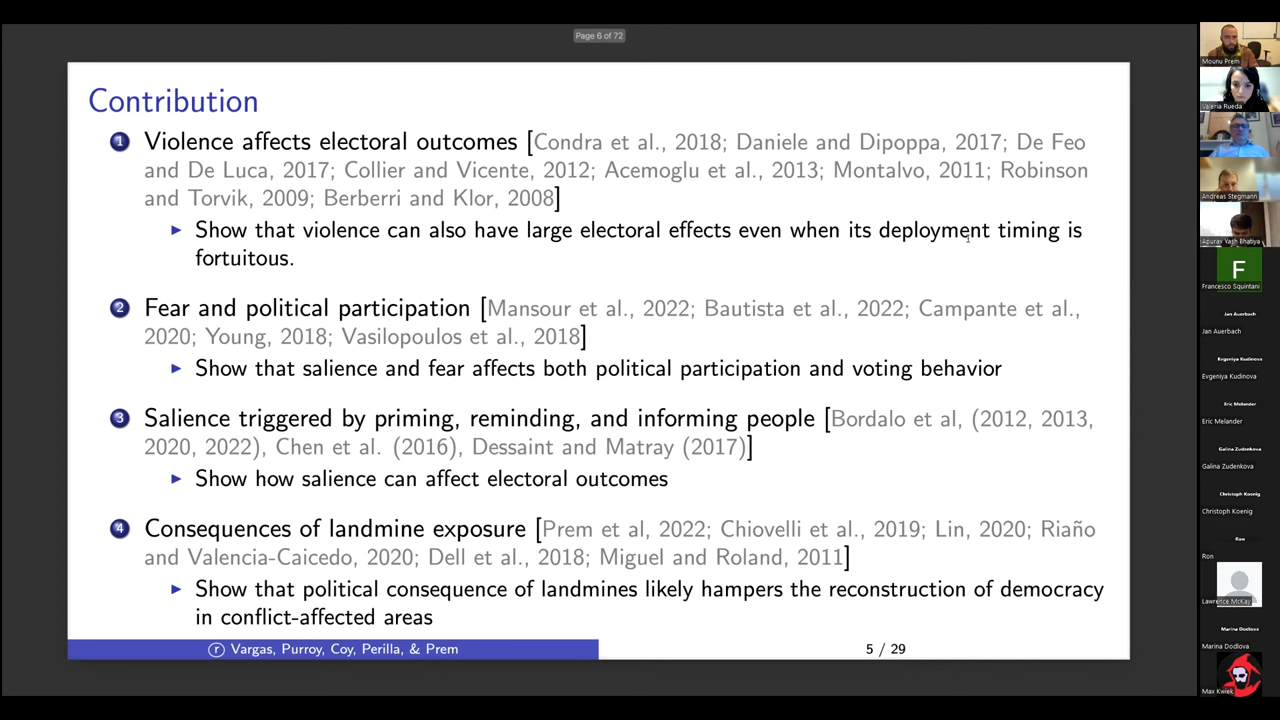 Page 6 of 72
Contribution
1 Violence affects electoral outcomes [Condra et al., 2018; Daniele and Dipoppa, 2017; De Feo
and De Luca, 2017; Collier and Vicente, 2012; Acemoglu et al., 2013; Montalvo, 2011; Robinson
and Torvik, 2009; Berberri and Klor, 2008]
Show that violence can also have large electoral effects even when its deployment timing is
fortuitous.
2 Fear and political participation [Mansour et al., 2022; Bautista et al., 2022; Campante et al.,
2020; Young, 2018; Vasilopoulos et al., 2018]
Show that salience and fear affects both political participation and voting behavior
3 Salience triggered by priming, reminding, and informing people [Bordalo et al, (2012, 2013,
2020, 2022), Chen et al. (2016), Dessaint and Matray (2017)]
Show how salience can affect electoral outcomes
4 Consequences of landmine exposure [Prem et al, 2022; Chiovelli et al., 2019; Lin, 2020; Riaño
and Valencia-Caicedo, 2020; Dell et al., 2018; Miguel and Roland, 2011]
Show that political consequence of landmines likely hampers the reconstruction of democracy
in conflict-affected areas
ⓡ Vargas, Purroy, Coy, Perilla, & Prem
5 / 29
Mounu Prem
Valeria Rueda
Andreas Stegmann
Apurav Yash Bhatiya
F
Francesco Squintani
Jan Auerbach
Jan Auerbach
Evgeniya Kudinova
Evgeniya Kudinova
Eric Melander
Eric Melander
Galina Zudenkova
Galina Zudenkova
Christoph Koenig
Christoph Koenig
Ron
Ron
Lawrence McKay
Marina Dodlova
Marina Dodlova
Max Kwiek